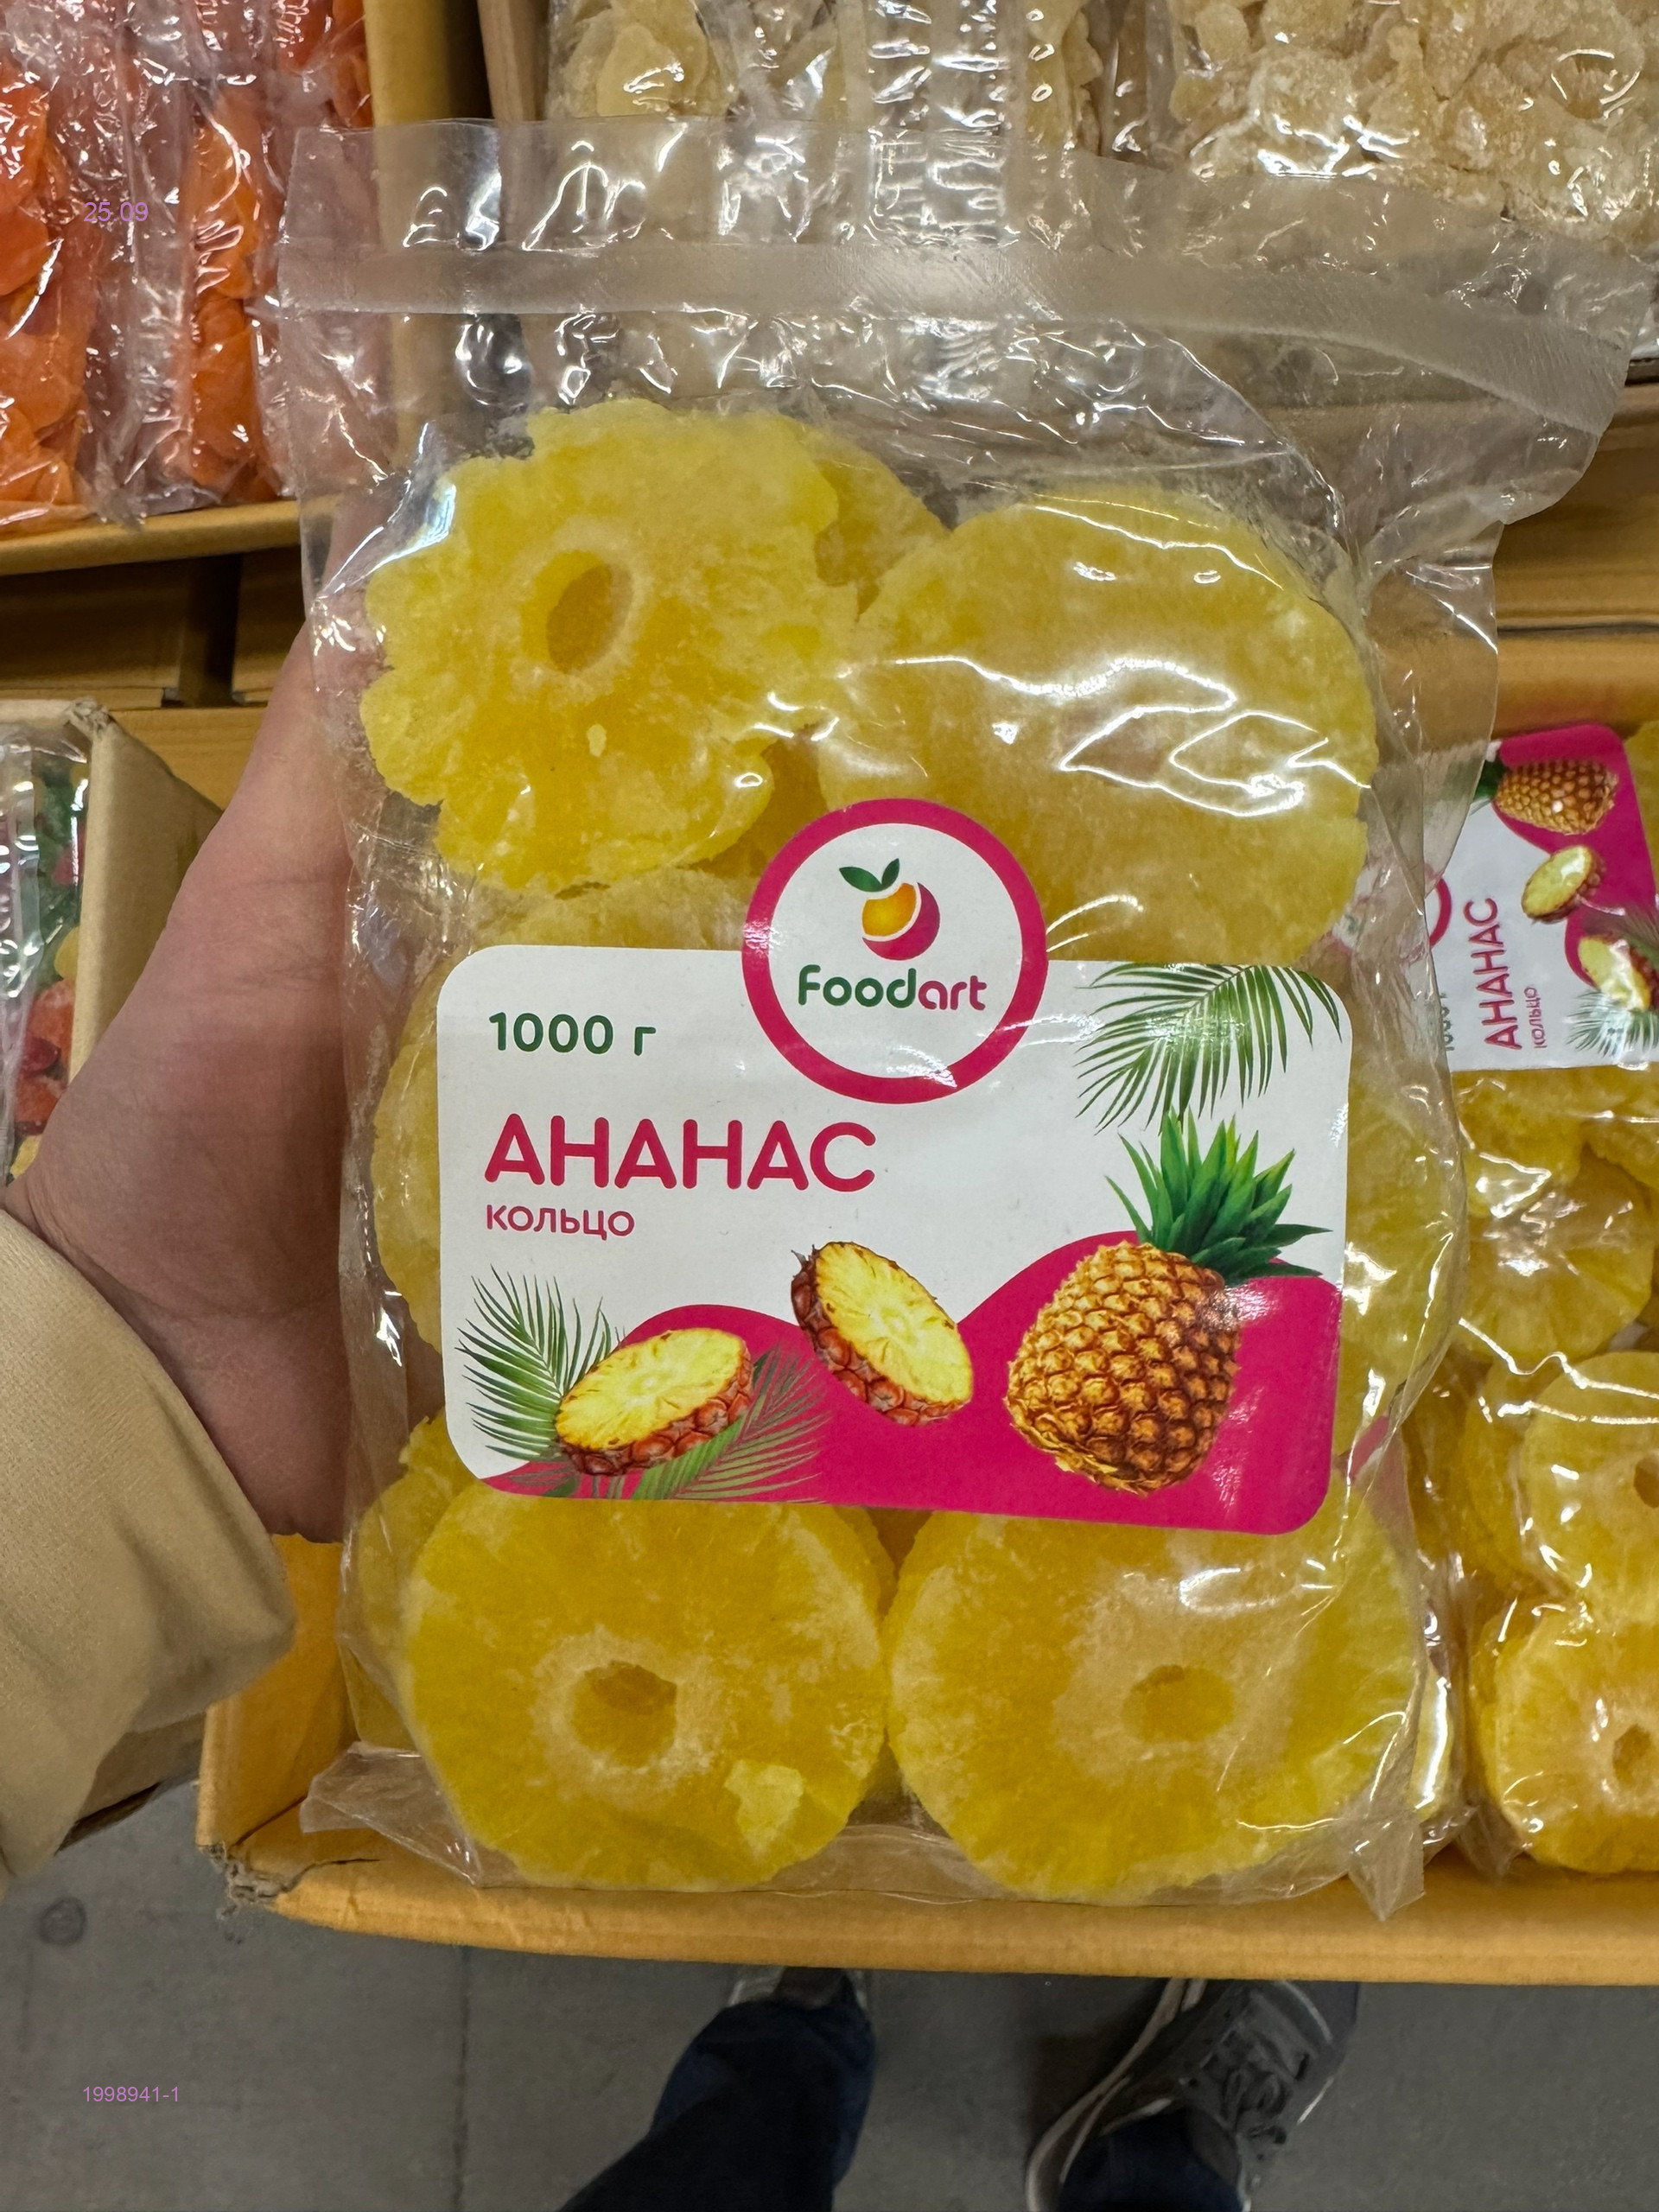 25.09
Foodart
1000 г
АНАНАС
кольцо
АНАНАС
кольцо
1998941-1